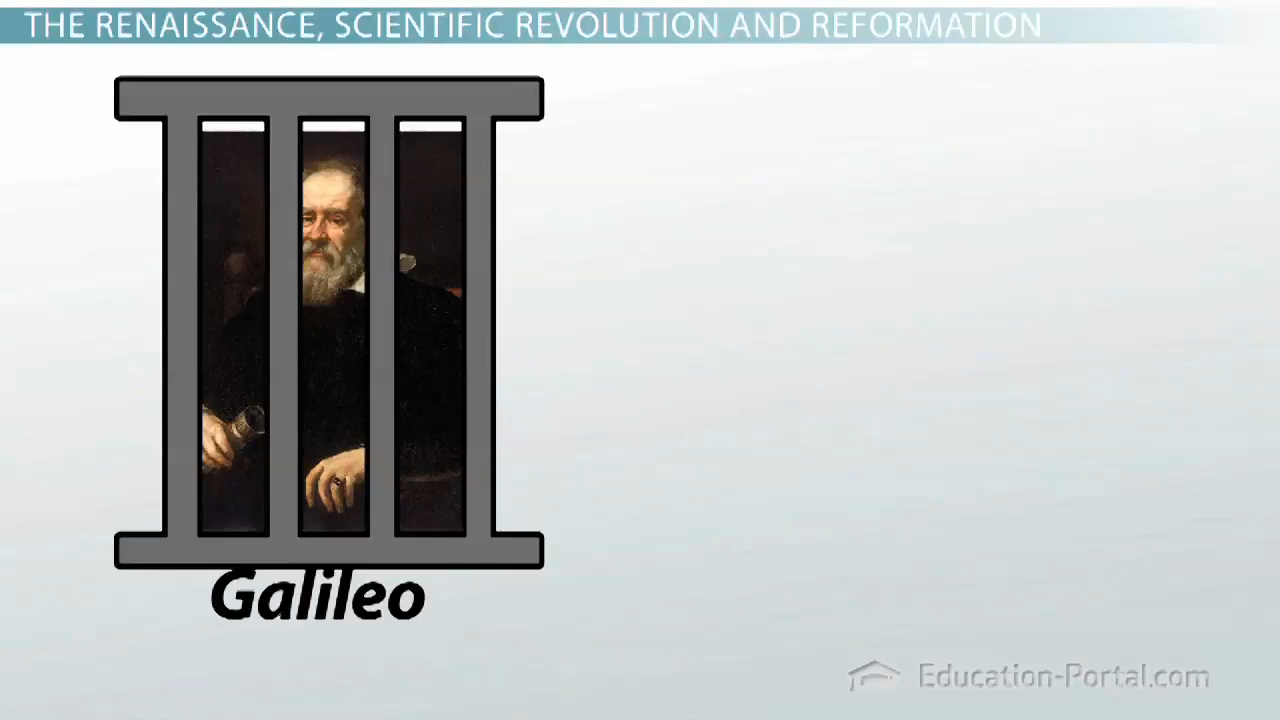 THE RENAISSANCE, SCIENTIFIC REVOLUTION AND REFORMATION
Galileo
Education-Portal.com